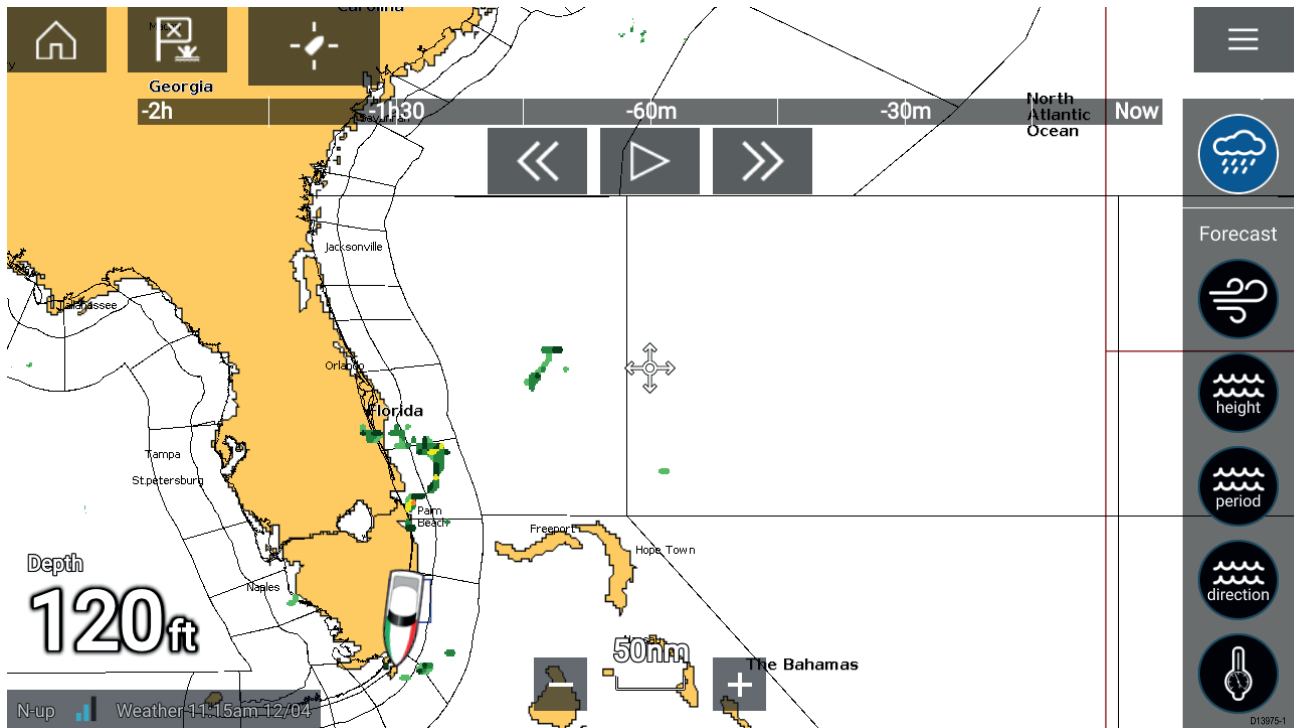 Carolina
Georgia
-2h
-1h30
-60m
-30m
Now
North
Atlantic
Ocean
Forecast
Jacksonville
Orlando
Florida
height
Tampa
St.petersburg
period
Palm
Beach
Freeport
Hope Town
Depth
120ft
Naples
direction
50nm
The Bahamas
N-up
Weather 11.15am 12/04
D13975-1